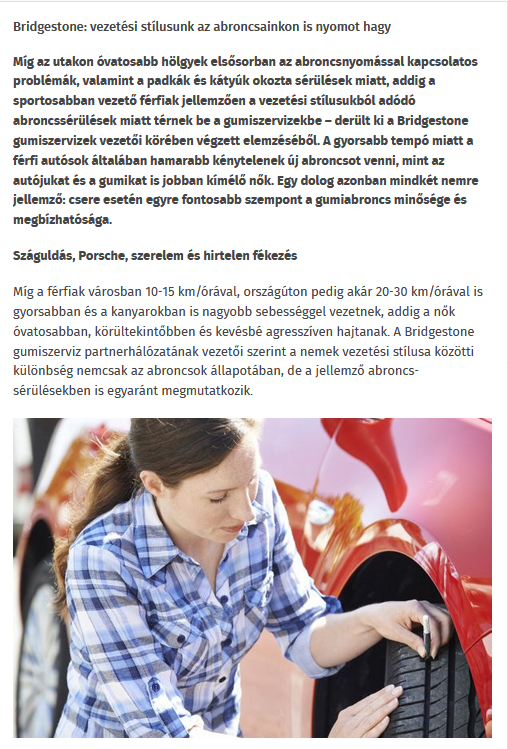 Bridgestone: vezetési stílusunk az abroncsainkon is nyomot hagy
Míg az utakon óvatosabb hölgyek elsősorban az abroncsnyomással kapcsolatos
problémák, valamint a padkák és kátyúk okozta sérülések miatt, addig a
sportosabban vezető férfiak jellemzően a vezetési stílusukból adódó
abroncssérülések miatt térnek be a gumiszervizekbe – derült ki a Bridgestone
gumiszervizek vezetői körében végzett elemzéséből. A gyorsabb tempó miatt a
férfi autósok általában hamarabb kénytelenek új abroncsot venni, mint az
autójukat és a gumikat is jobban kímélő nők. Egy dolog azonban mindkét nemre
jellemző: csere esetén egyre fontosabb szempont a gumiabroncs minősége és
megbízhatósága.
Száguldás, Porsche, szerelem és hirtelen fékezés
Míg a férfiak városban 10-15 km/órával, országúton pedig akár 20-30 km/órával is
gyorsabban és a kanyarokban is nagyobb sebességgel vezetnek, addig a nők
óvatosabban, körültekintőbben és kevésbé agresszíven hajtanak. A Bridgestone
gumiszerviz partnerhálózatának vezetői szerint a nemek vezetési stílusa közötti
különbség nemcsak az abroncsok állapotában, de a jellemző abroncs-
sérülésekben is egyaránt megmutatkozik.